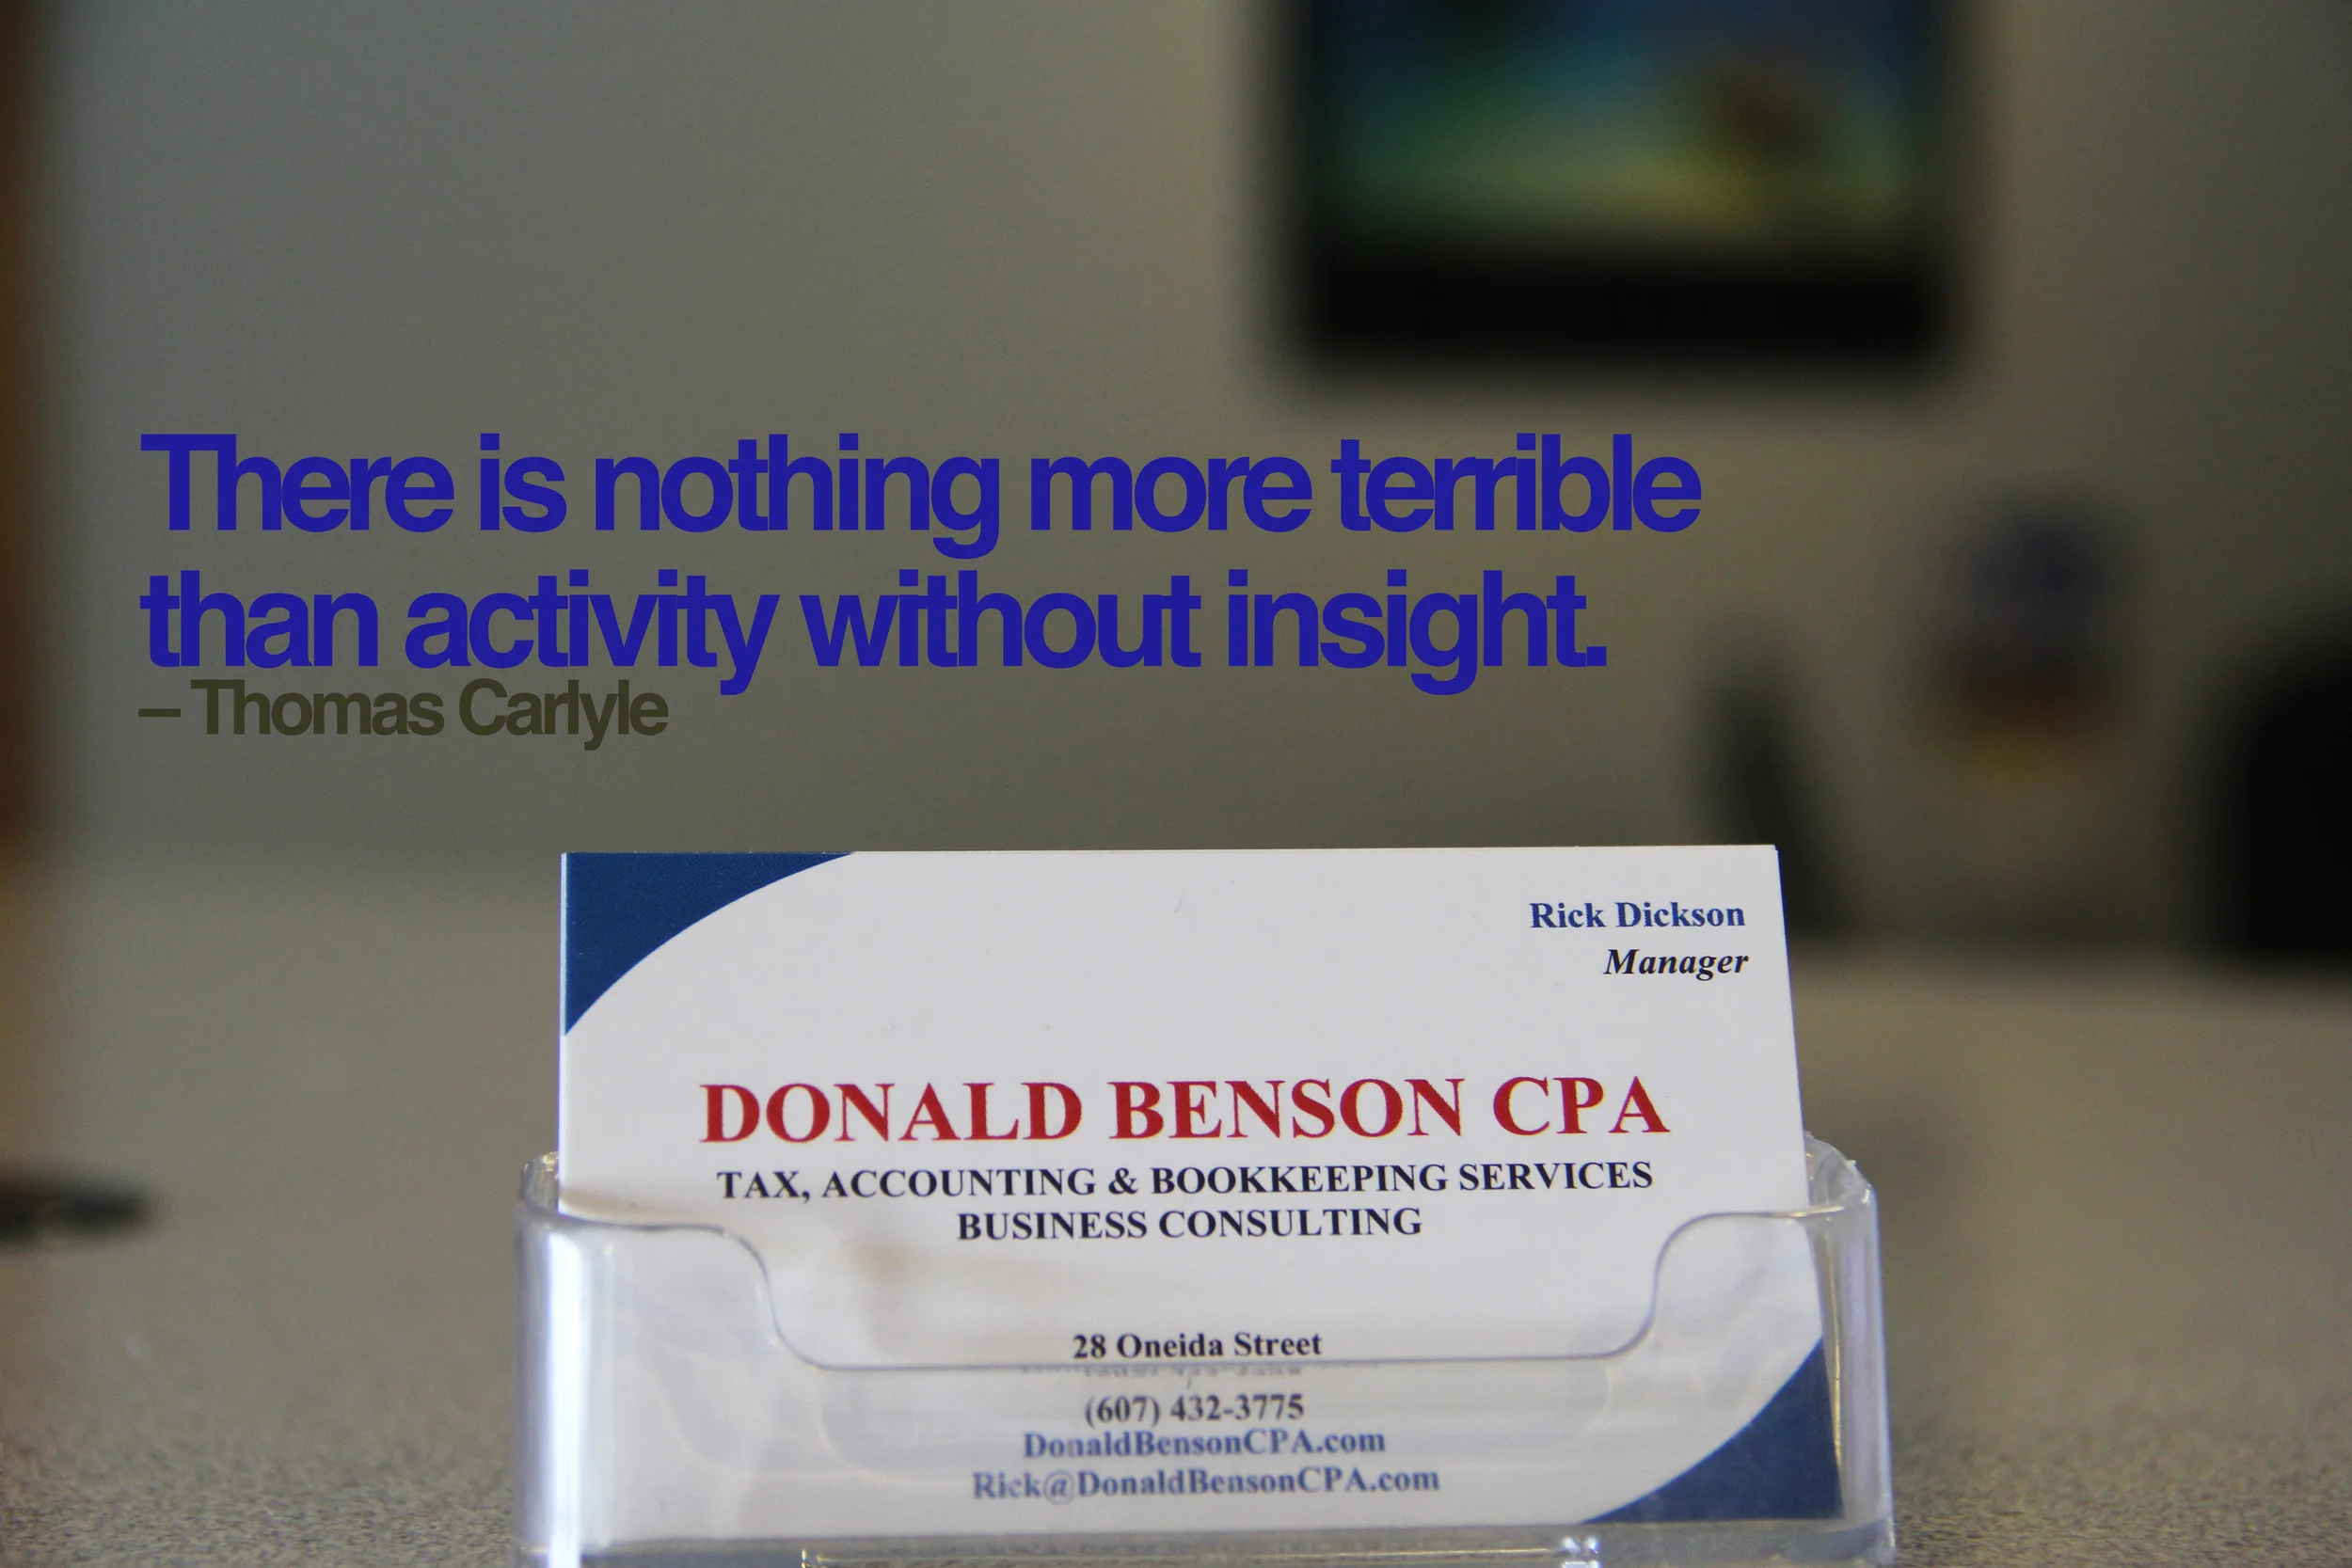 There is nothing more terrible
than activity without insight.
– Thomas Carlyle
Rick Dickson
Manager
DONALD BENSON CPA
TAX, ACCOUNTING & BOOKKEEPING SERVICES
BUSINESS CONSULTING
28 Oneida Street
(607) 432-3775
DonaldBensonCPA.com
Rick@DonaldBensonCPA.com